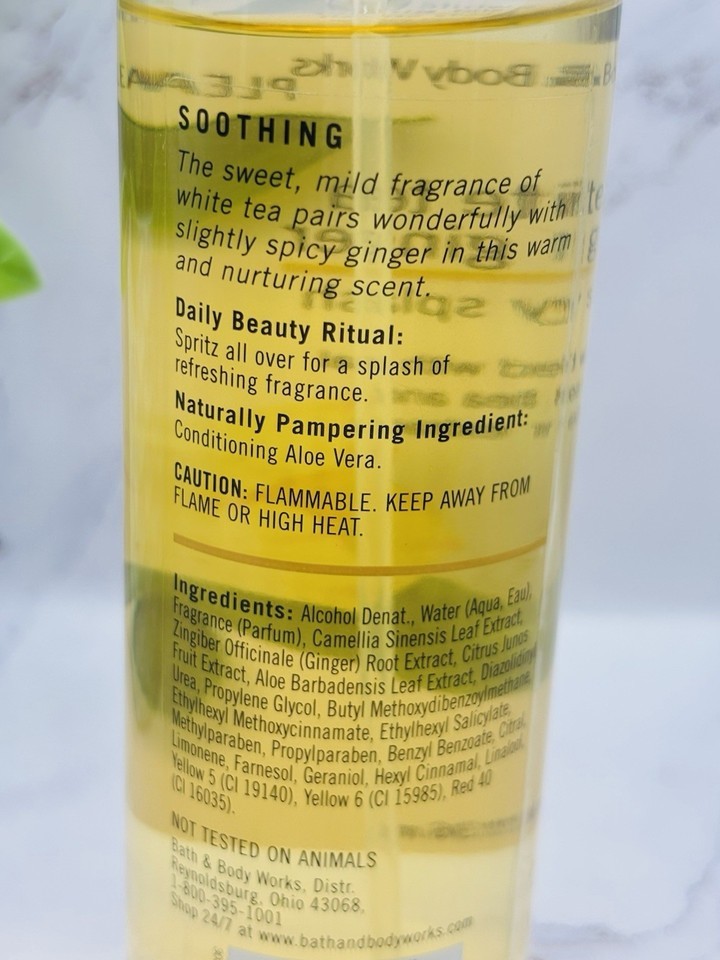 SOOTHING
The sweet, mild fragrance of
white tea pairs wonderfully with
slightly spicy ginger in this warm
and nurturing scent.
Daily Beauty Ritual:
Spritz all over for a splash of
refreshing fragrance.
Naturally Pampering Ingredient:
Conditioning Aloe Vera.
CAUTION: FLAMMABLE. KEEP AWAY FROM
FLAME OR HIGH HEAT.
Ingredients: Alcohol Denat., Water (Aqua, Eau),
Fragrance (Parfum), Camellia Sinensis Leaf Extract,
Zingiber Officinale (Ginger) Root Extract, Citrus Junos
Fruit Extract, Aloe Barbadensis Leaf Extract, Diazolidinyl
Urea, Propylene Glycol, Butyl Methoxydibenzoylmethane,
Ethylhexyl Methoxycinnamate, Ethylhexyl Salicylate,
Methylparaben, Propylparaben, Benzyl Benzoate, Citral,
Limonene, Farnesol, Geraniol, Hexyl Cinnamal, Linalool,
Yellow 5 (CI 19140), Yellow 6 (CI 15985), Red 40
(CI 16035).
NOT TESTED ON ANIMALS
Bath & Body Works, Distr.
Reynoldsburg, Ohio 43068,
1-800-395-1001
Shop 24/7 at www.bathandbodyworks.com